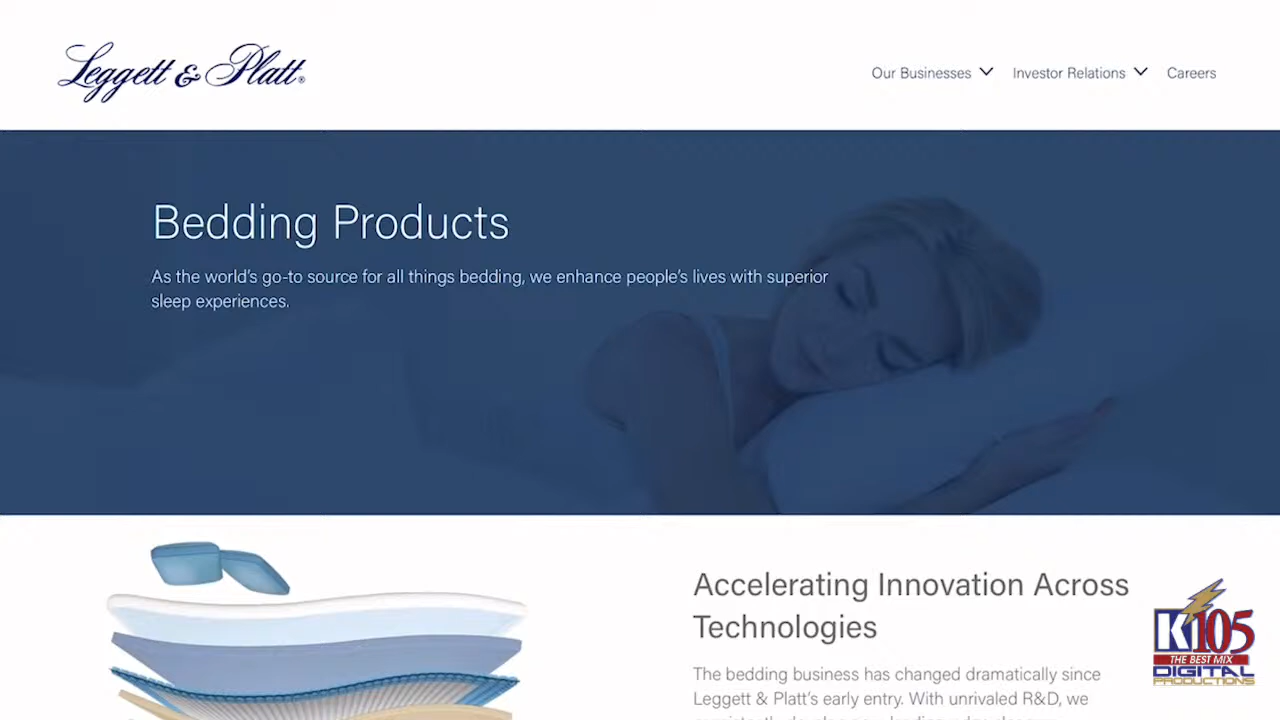 Leggett & Platt®
Our Businesses
Investor Relations
Careers
Bedding Products
As the world's go-to source for all things bedding, we enhance people's lives with superior
sleep experiences.
Accelerating Innovation Across
Technologies
The bedding business has changed dramatically since
Leggett & Platt's early entry. With unrivaled R&D, we
K105
THE BEST MIX
DIGITAL
PRODUCTIONS